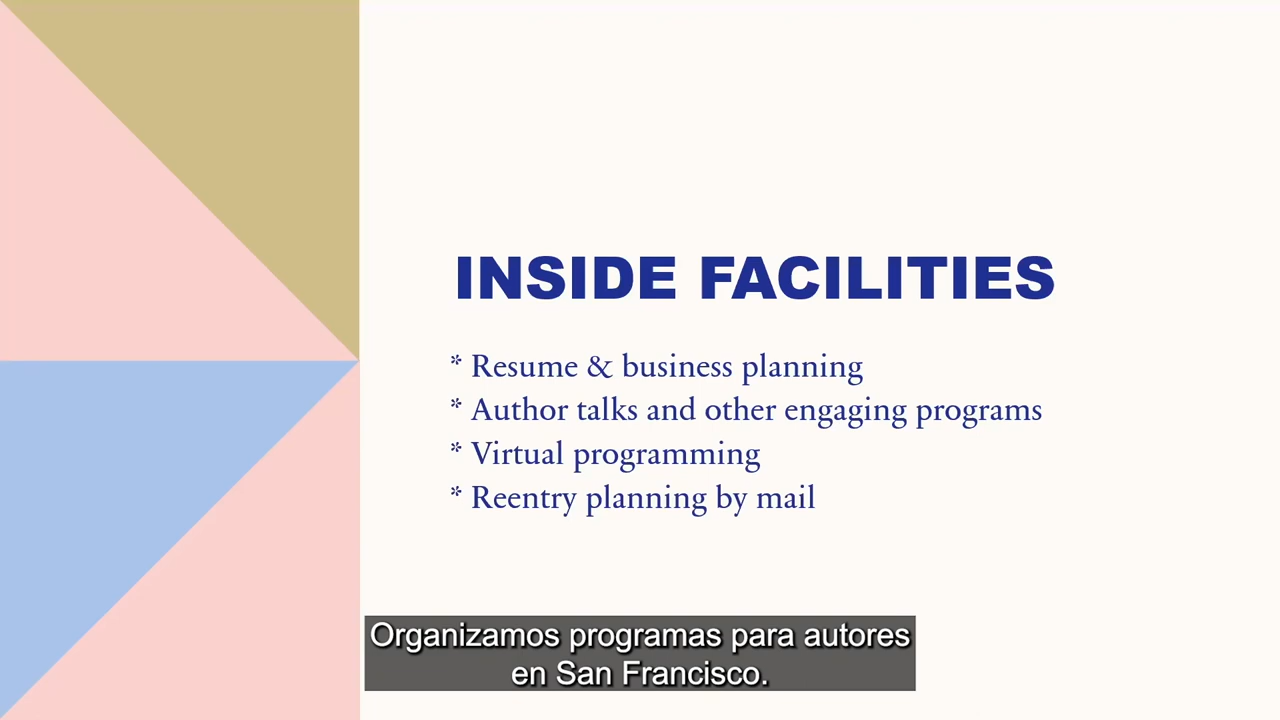 INSIDE FACILITIES
* Resume & business planning
* Author talks and other engaging programs
* Virtual programming
* Reentry planning by mail
Organizamos programas para autores
en San Francisco.